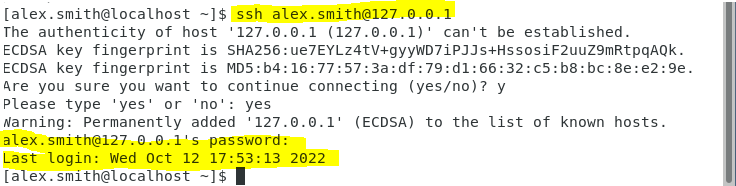 [alex.smith@localhost ~]$ ssh alex.smith@127.0.0.1
The authenticity of host '127.0.0.1 (127.0.0.1)' can't be established.
ECDSA key fingerprint is SHA256:ue7EYLz4tV+gyyWD7iPJJs+HssosiF2uuZ9mRtpqAQk.
ECDSA key fingerprint is MD5:b4:16:77:57:3a:df:79:d1:66:32:c5:b8:bc:8e:e2:9e.
Are you sure you want to continue connecting (yes/no)? y
Please type 'yes' or 'no': yes
Warning: Permanently added '127.0.0.1' (ECDSA) to the list of known hosts.
alex.smith@127.0.0.1's password:
Last login: Wed Oct 12 17:53:13 2022
[alex.smith@localhost ~]$